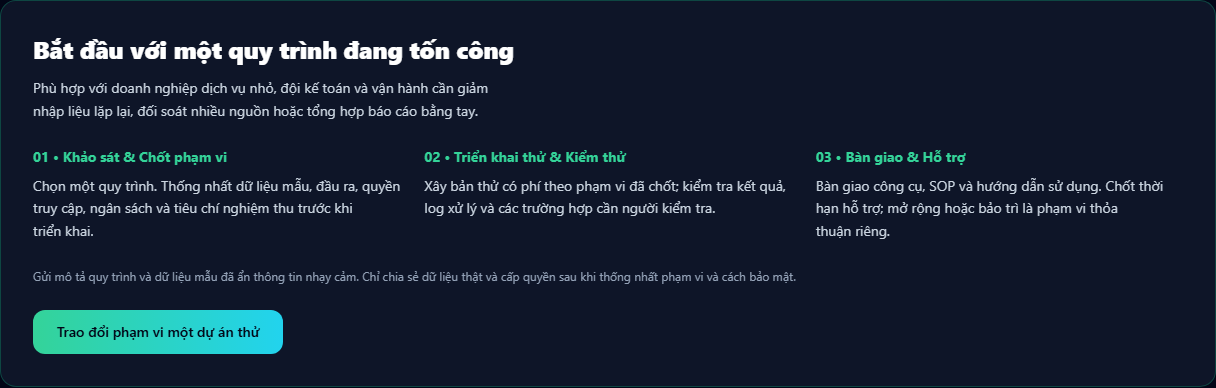 Bắt đầu với một quy trình đang tốn công
Phù hợp với doanh nghiệp dịch vụ nhỏ, đội kế toán và vận hành cần giảm
nhập liệu lặp lại, đối soát nhiều nguồn hoặc tổng hợp báo cáo bằng tay.
01 • Khảo sát & Chốt phạm vi
Chọn một quy trình. Thống nhất dữ liệu mẫu, đầu ra, quyền
truy cập, ngân sách và tiêu chí nghiệm thu trước khi
triển khai.
02 • Triển khai thử & Kiểm thử
Xây bản thử có phí theo phạm vi đã chốt; kiểm tra kết quả,
log xử lý và các trường hợp cần người kiểm tra.
03 • Bàn giao & Hỗ trợ
Bàn giao công cụ, SOP và hướng dẫn sử dụng. Chốt thời
hạn hỗ trợ; mở rộng hoặc bảo trì là phạm vi thỏa
thuận riêng.
Gửi mô tả quy trình và dữ liệu mẫu đã ẩn thông tin nhạy cảm. Chỉ chia sẻ dữ liệu thật và cấp quyền sau khi thống nhất phạm vi và cách bảo mật.
Trao đổi phạm vi một dự án thử